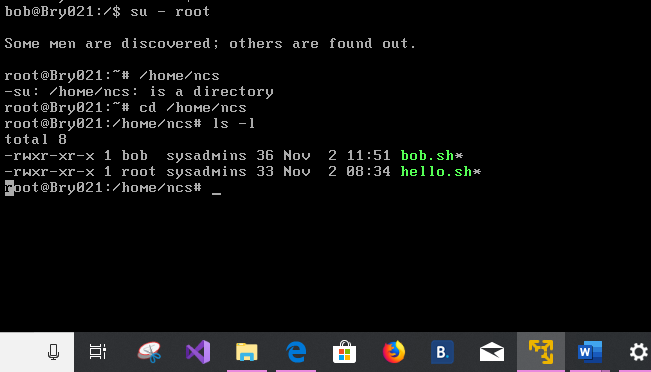 bob@Bry021:/$ su - root
Some men are discovered; others are found out.
root@Bry021:~# /home/ncs
-su: /home/ncs: is a directory
root@Bry021:~# cd /home/ncs
root@Bry021:/home/ncs# ls -l
total 8
-rwxr-xr-x 1 bob  sysadmins 36 Nov  2 11:51 bob.sh*
-rwxr-xr-x 1 root sysadmins 33 Nov  2 08:34 hello.sh*
root@Bry021:/home/ncs# _
B.
W